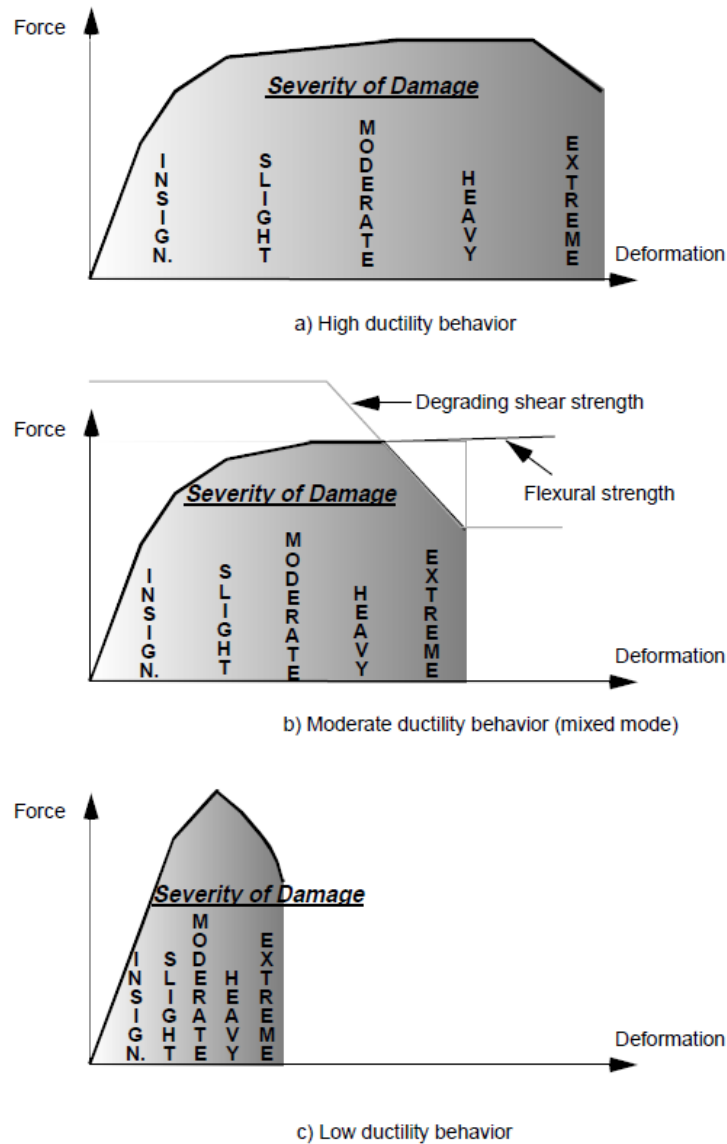 Force
Severity of Damage
INSIGN.
SLIGHT
MODERATE
HEAVY
EXTREME
Deformation
a) High ductility behavior
Degrading shear strength
Force
Flexural strength
Severity of Damage
INSIGN.
SLIGHT
MODERATE
HEAVY
EXTREME
Deformation
b) Moderate ductility behavior (mixed mode)
Force
Severity of Damage
INSIGN.
SLIGHT
MODERATE
HEAVY
EXTREME
Deformation
c) Low ductility behavior